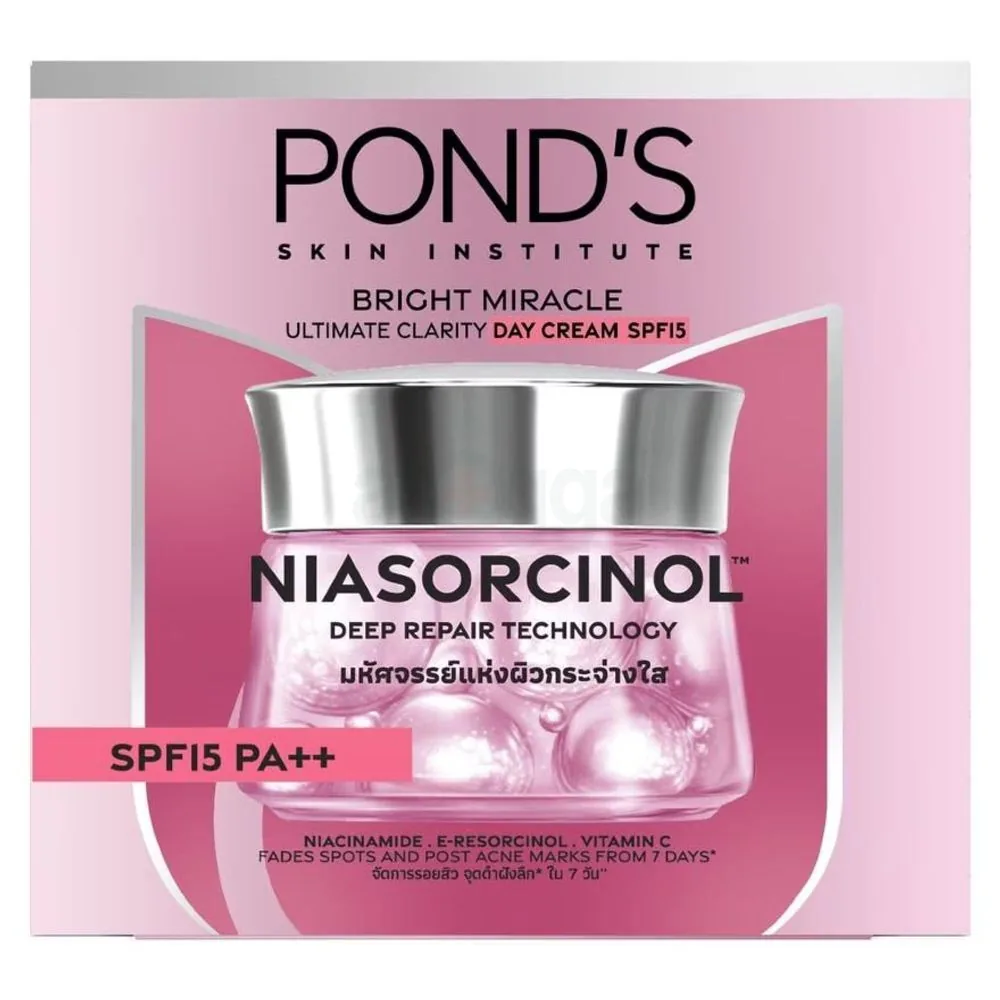 POND'S
SKIN INSTITUTE
BRIGHT MIRACLE
ULTIMATE CLARITY DAY CREAM SPF15
NIASORCINOL™
DEEP REPAIR TECHNOLOGY
มหัศจรรย์แห่งผิวกระจ่างใส
SPF15 PA++
NIACINAMIDE . E-RESORCINOL . VITAMIN C
FADES SPOTS AND POST ACNE MARKS FROM 7 DAYS*
จัดการรอยสิว จุดด่ำฝังลึก* ใน 7 วัน**